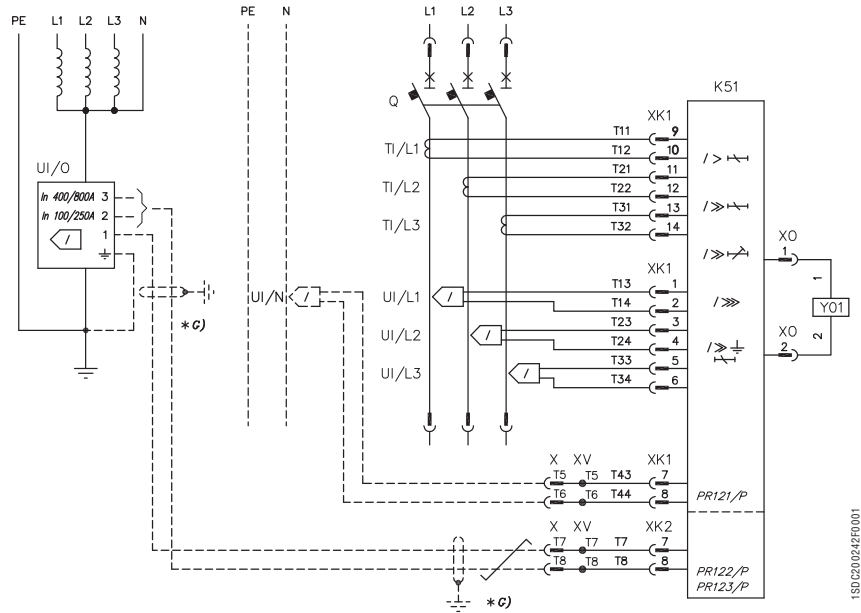 PE N L1 L2 L3
PE L1 L2 L3 N
K51
Q
XK1
T11 9
TI/L1 T12 10 / >
T21 11
UI/O TI/L2 T22 12 / ≫
In 400/800A 3 T31 13
In 100/250A 2 TI/L3 T32 14
/ 1 / ≫ XO
1
XK1
UI/N / UI/L1 / T13 1 1
T14 2 / ⋙ Y01
*G) UI/L2 / T23 3
T24 4 / ≫ 2
UI/L3 / T33 5 XO
T34 6 2
X XV XK1
T5 T5 T43 7
T6 T6 T44 8 PR121/P
X XV XK2
T7 T7 T7 7
T8 T8 T8 8 PR122/P
PR123/P
*G)
1SDC200242F0001